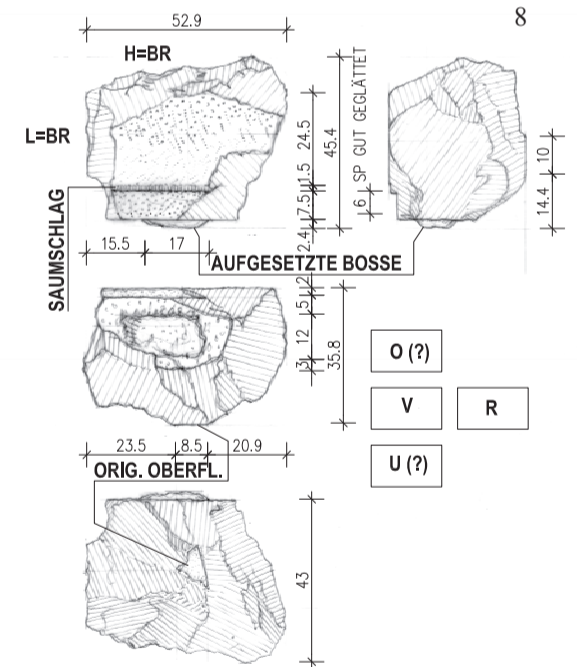 8
52.9
H=BR
L=BR
SAUMSCHLAG
24.5
1.5
7.5
2.4
45.4
SP GUT GEGLÄTTET
6
10
14.4
15.5
17
AUFGESETZTE BOSSE
2
5
12
3
35.8
O (?)
V
R
U (?)
23.5
8.5
20.9
ORIG. OBERFL.
43